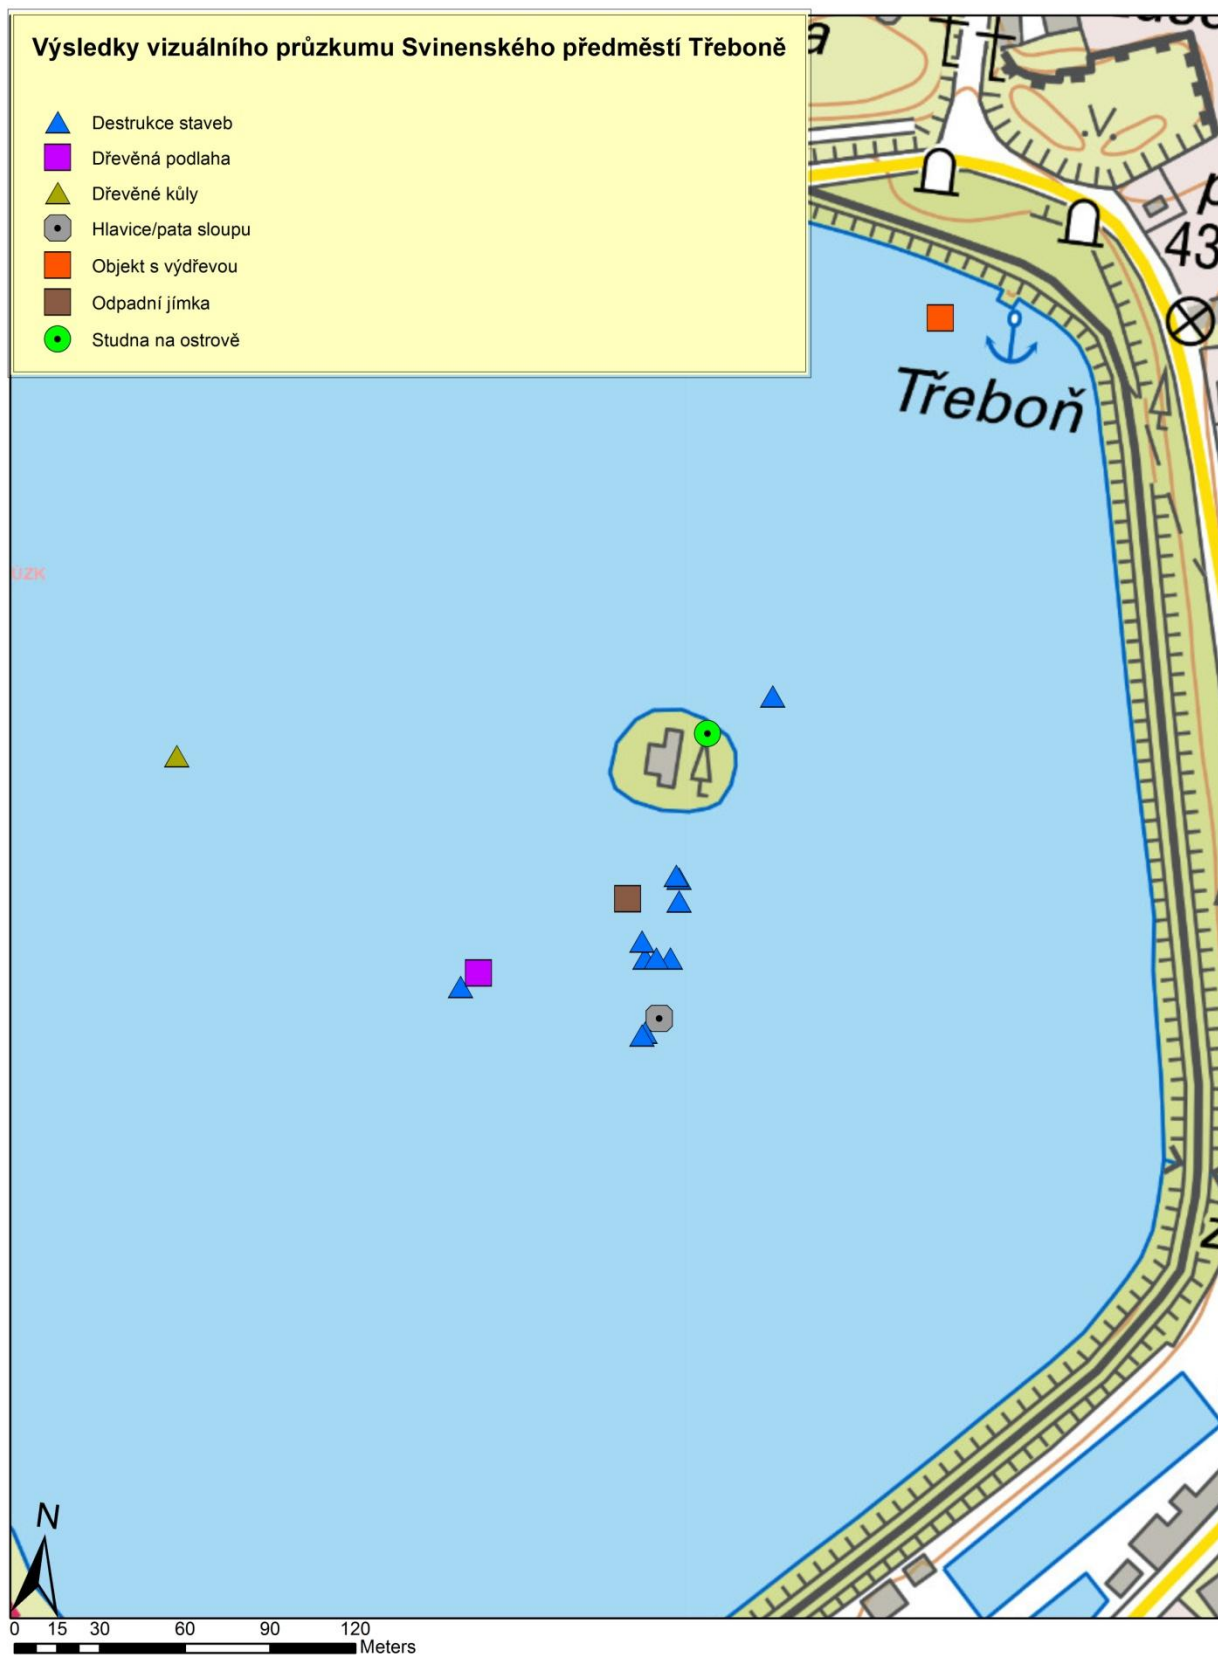 Výsledky vizuálního průzkumu Svinenského předměstí Třeboně
Destrukce staveb
Dřevěná podlaha
Dřevěné kůly
Hlavice/pata sloupu
Objekt s výdřevou
Odpadní jímka
Studna na ostrově
a
p
43
Třeboň
ÚZK
N
0 15 30 60 90 120
Meters